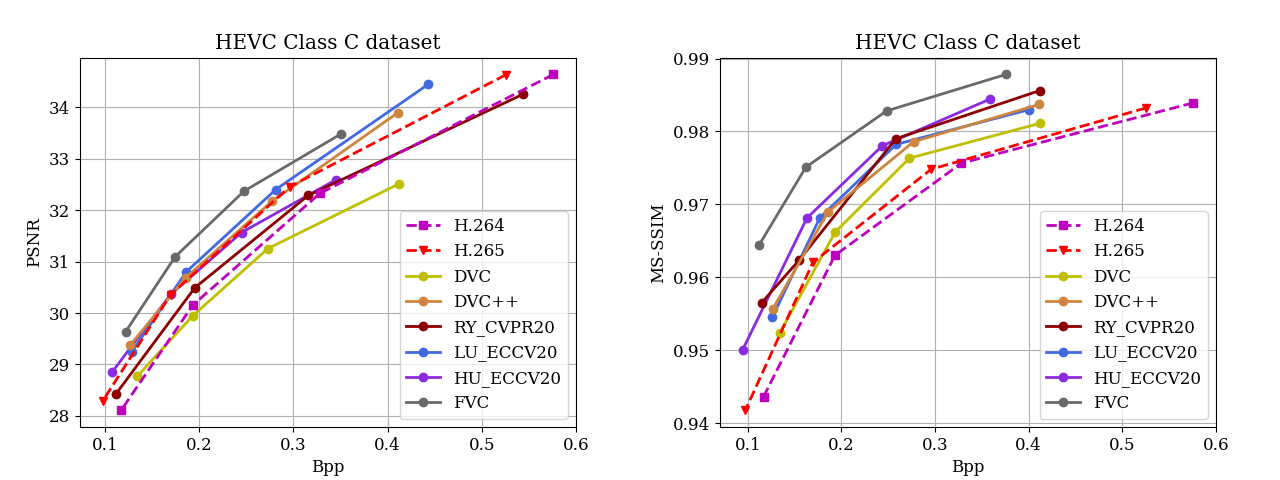 HEVC Class C dataset
PSNR
34
33
32
31
30
29
28
0.1 0.2 0.3 0.4 0.5 0.6
Bpp
H.264
H.265
DVC
DVC++
RY_CVPR20
LU_ECCV20
HU_ECCV20
FVC
HEVC Class C dataset
MS-SSIM
0.99
0.98
0.97
0.96
0.95
0.94
0.1 0.2 0.3 0.4 0.5 0.6
Bpp
H.264
H.265
DVC
DVC++
RY_CVPR20
LU_ECCV20
HU_ECCV20
FVC